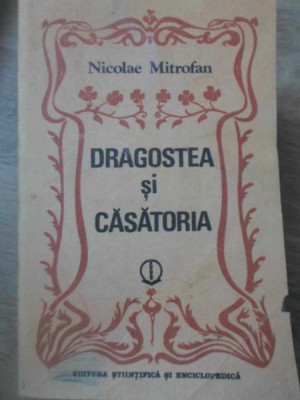 Nicolae Mitrofan
DRAGOSTEA
și
CĂSĂTORIA
EDITURA ȘTIINȚIFICĂ ȘI ENCICLOPEDICĂ